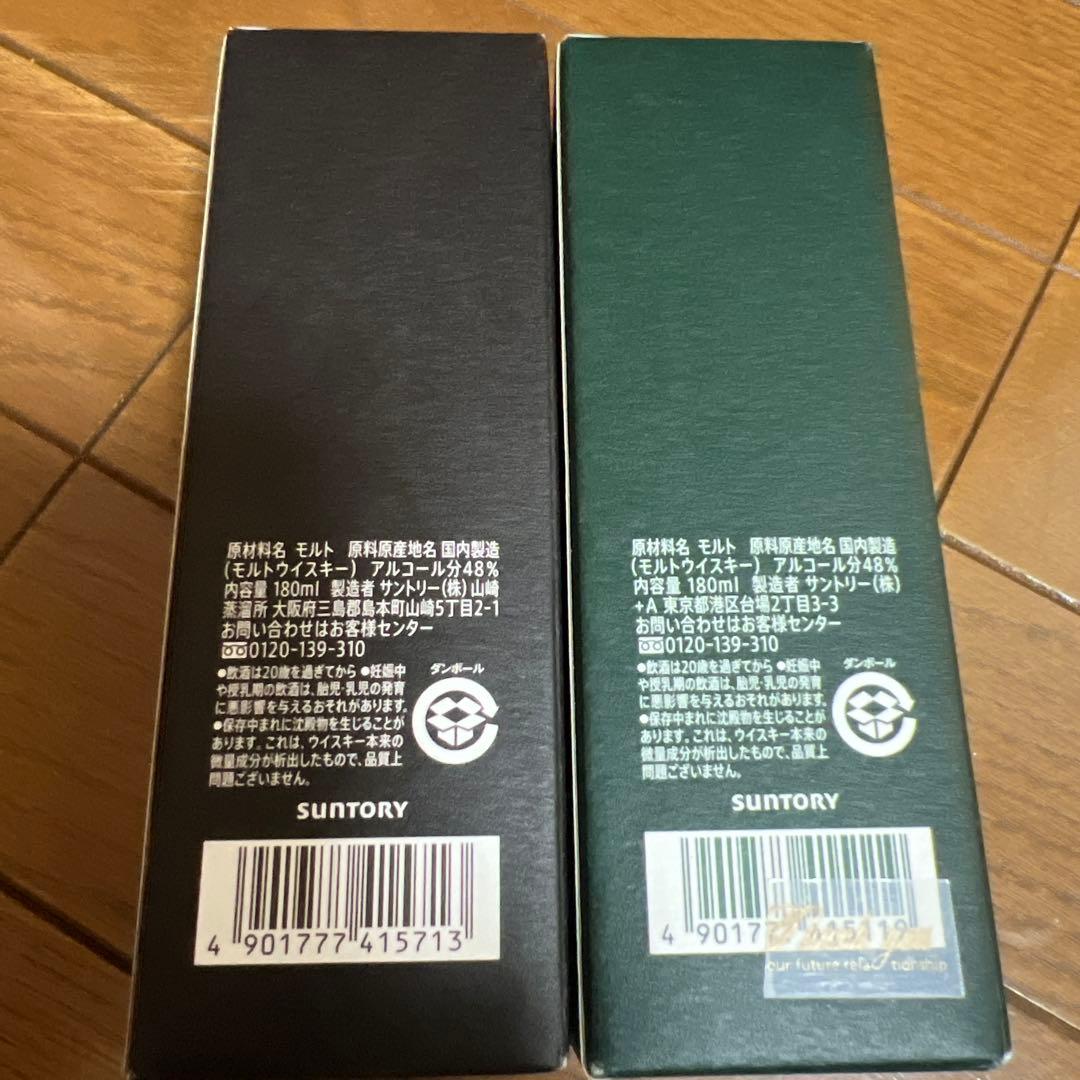 原材料名 モルト 原料原産地名 国内製造
(モルトウイスキー) アルコール分48%
内容量 180ml 製造者 サントリー(株)山崎
蒸溜所 大阪府三島郡島本町山崎5丁目2-1
お問い合わせはお客様センター
0120-139-310
●飲酒は20歳を過ぎてから ●妊娠中
や授乳期の飲酒は、胎児・乳児の発育
に悪影響を与えるおそれがあります。
●保存中まれに沈殿物を生じることが
あります。これは、ウイスキー本来の
微量成分が析出したもので、品質上
問題ございません。
ダンボール
SUNTORY
4 901777 415713
原材料名 モルト 原料原産地名 国内製造
(モルトウイスキー) アルコール分48%
内容量 180ml 製造者 サントリー(株)
+A 東京都港区台場2丁目3-3
お問い合わせはお客様センター
0120-139-310
●飲酒は20歳を過ぎてから ●妊娠中
や授乳期の飲酒は、胎児・乳児の発育
に悪影響を与えるおそれがあります。
●保存中まれに沈殿物を生じることが
あります。これは、ウイスキー本来の
微量成分が析出したもので、品質上
問題ございません。
ダンボール
SUNTORY
4 901777 415119
our future relationship